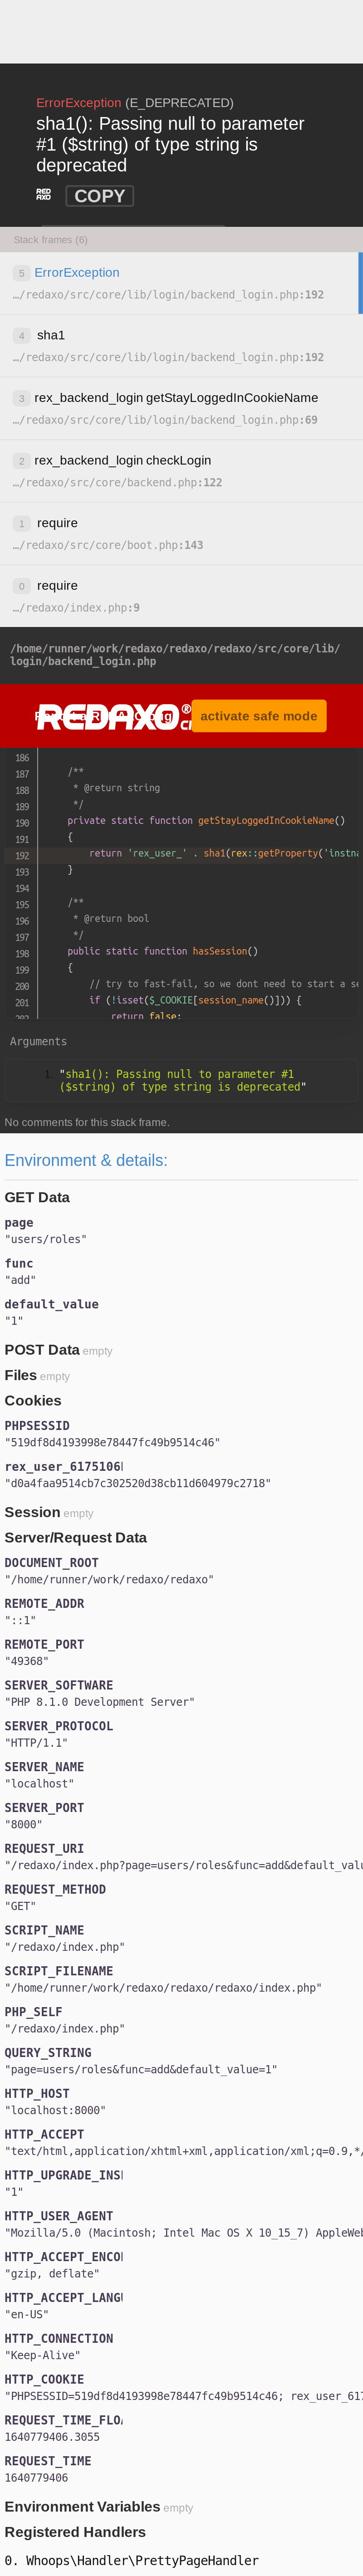 ErrorException (E_DEPRECATED)
sha1(): Passing null to parameter
#1 ($string) of type string is
deprecated
RED
AXO
COPY
Stack frames (6)
5 ErrorException
…/redaxo/src/core/lib/login/backend_login.php:192
4 sha1
…/redaxo/src/core/lib/login/backend_login.php:192
3 rex_backend_login getStayLoggedInCookieName
…/redaxo/src/core/lib/login/backend_login.php:69
2 rex_backend_login checkLogin
…/redaxo/src/core/backend.php:122
1 require
…/redaxo/src/core/boot.php:143
0 require
…/redaxo/index.php:9
/home/runner/work/redaxo/redaxo/redaxo/src/core/lib/
login/backend_login.php
REDAXO®
activate safe mode
186
187 /**
188 * @return string
189 */
190 private static function getStayLoggedInCookieName()
191 {
192 return 'rex_user_' . sha1(rex::getProperty('instna
193 }
194
195 /**
196 * @return bool
197 */
198 public static function hasSession()
199 {
200 // try to fast-fail, so we dont need to start a se
201 if (!isset($_COOKIE[session_name()])) {
202 return false;
Arguments
1. "sha1(): Passing null to parameter #1
($string) of type string is deprecated"
No comments for this stack frame.
Environment & details:
GET Data
page
"users/roles"
func
"add"
default_value
"1"
POST Data empty
Files empty
Cookies
PHPSESSID
"519df8d4193998e78447fc49b9514c46"
rex_user_6175106
"d0a4faa9514cb7c302520d38cb11d604979c2718"
Session empty
Server/Request Data
DOCUMENT_ROOT
"/home/runner/work/redaxo/redaxo"
REMOTE_ADDR
"::1"
REMOTE_PORT
"49368"
SERVER_SOFTWARE
"PHP 8.1.0 Development Server"
SERVER_PROTOCOL
"HTTP/1.1"
SERVER_NAME
"localhost"
SERVER_PORT
"8000"
REQUEST_URI
"/redaxo/index.php?page=users/roles&func=add&default_valu
REQUEST_METHOD
"GET"
SCRIPT_NAME
"/redaxo/index.php"
SCRIPT_FILENAME
"/home/runner/work/redaxo/redaxo/redaxo/index.php"
PHP_SELF
"/redaxo/index.php"
QUERY_STRING
"page=users/roles&func=add&default_value=1"
HTTP_HOST
"localhost:8000"
HTTP_ACCEPT
"text/html,application/xhtml+xml,application/xml;q=0.9,*/
HTTP_UPGRADE_INS
"1"
HTTP_USER_AGENT
"Mozilla/5.0 (Macintosh; Intel Mac OS X 10_15_7) AppleWeb
HTTP_ACCEPT_ENCO
"gzip, deflate"
HTTP_ACCEPT_LANG
"en-US"
HTTP_CONNECTION
"Keep-Alive"
HTTP_COOKIE
"PHPSESSID=519df8d4193998e78447fc49b9514c46; rex_user_617
REQUEST_TIME_FLO
1640779406.3055
REQUEST_TIME
1640779406
Environment Variables empty
Registered Handlers
0. Whoops\Handler\PrettyPageHandler